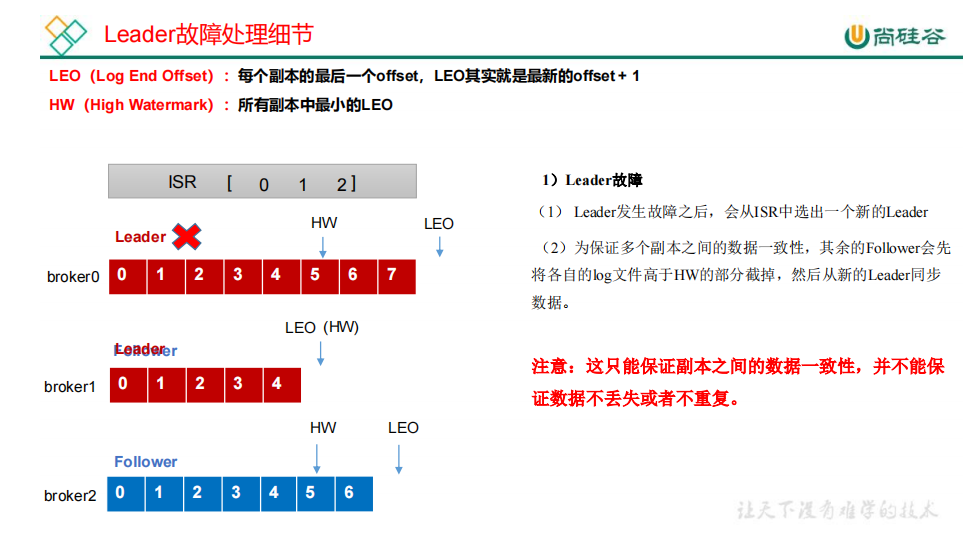 Leader故障处理细节
尚硅谷
LEO（Log End Offset）：每个副本的最后一个offset，LEO其实就是最新的offset + 1
HW（High Watermark）：所有副本中最小的LEO
ISR [ 0 1 2 ]
1）Leader故障
（1） Leader发生故障之后，会从ISR中选出一个新的Leader
（2）为保证多个副本之间的数据一致性，其余的Follower会先
将各自的log文件高于HW的部分截掉，然后从新的Leader同步
数据。
注意：这只能保证副本之间的数据一致性，并不能保
证数据不丢失或者不重复。
HW
LEO
Leader
broker0
0 1 2 3 4 5 6 7
LEO（HW）
Follower
Leader
broker1
0 1 2 3 4
HW
LEO
Follower
broker2
0 1 2 3 4 5 6
让天下没有难学的技术